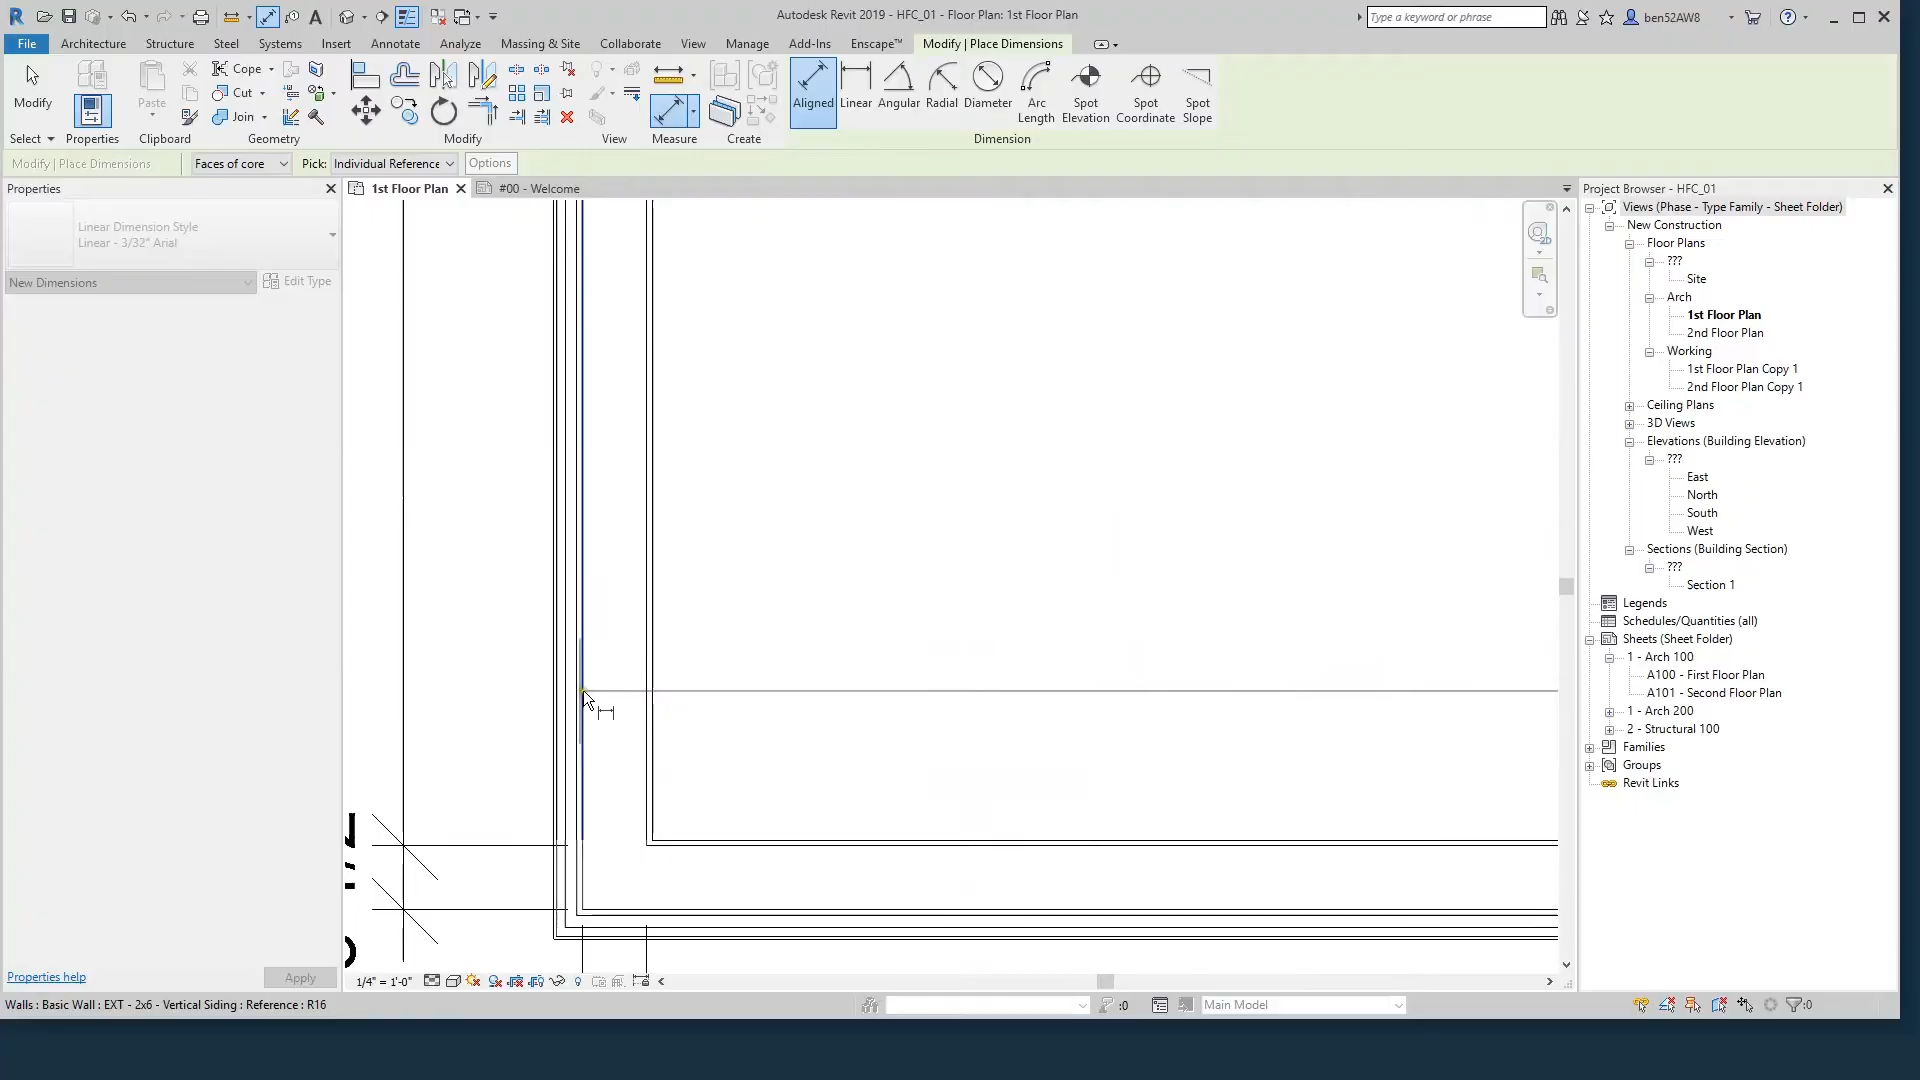 Autodesk Revit 2019 - HFC_01 - Floor Plan: 1st Floor Plan
Type a keyword or phrase
ben52AW8
File Architecture Structure Steel Systems Insert Annotate Analyze Massing & Site Collaborate View Manage Add-Ins Enscape™ Modify | Place Dimensions
Modify
Paste
Cope
Cut
Join
Aligned Linear Angular Radial Diameter Arc Length Spot Elevation Spot Coordinate Spot Slope
Select Properties Clipboard Geometry Modify View Measure Create Dimension
Modify | Place Dimensions Faces of core Pick: Individual Reference Options
Properties
1st Floor Plan
#00 - Welcome
Project Browser - HFC_01
Linear Dimension Style
Linear - 3/32" Arial
New Dimensions
Edit Type
2D
Views (Phase - Type Family - Sheet Folder)
New Construction
Floor Plans
???
Site
Arch
1st Floor Plan
2nd Floor Plan
Working
1st Floor Plan Copy 1
2nd Floor Plan Copy 1
Ceiling Plans
3D Views
Elevations (Building Elevation)
???
East
North
South
West
Sections (Building Section)
???
Section 1
Legends
Schedules/Quantities (all)
Sheets (Sheet Folder)
1 - Arch 100
A100 - First Floor Plan
A101 - Second Floor Plan
1 - Arch 200
2 - Structural 100
Families
Groups
Revit Links
Properties help
Apply
1/4" = 1'-0"
Walls : Basic Wall : EXT - 2x6 - Vertical Siding : Reference : R16
:0
Main Model
:0